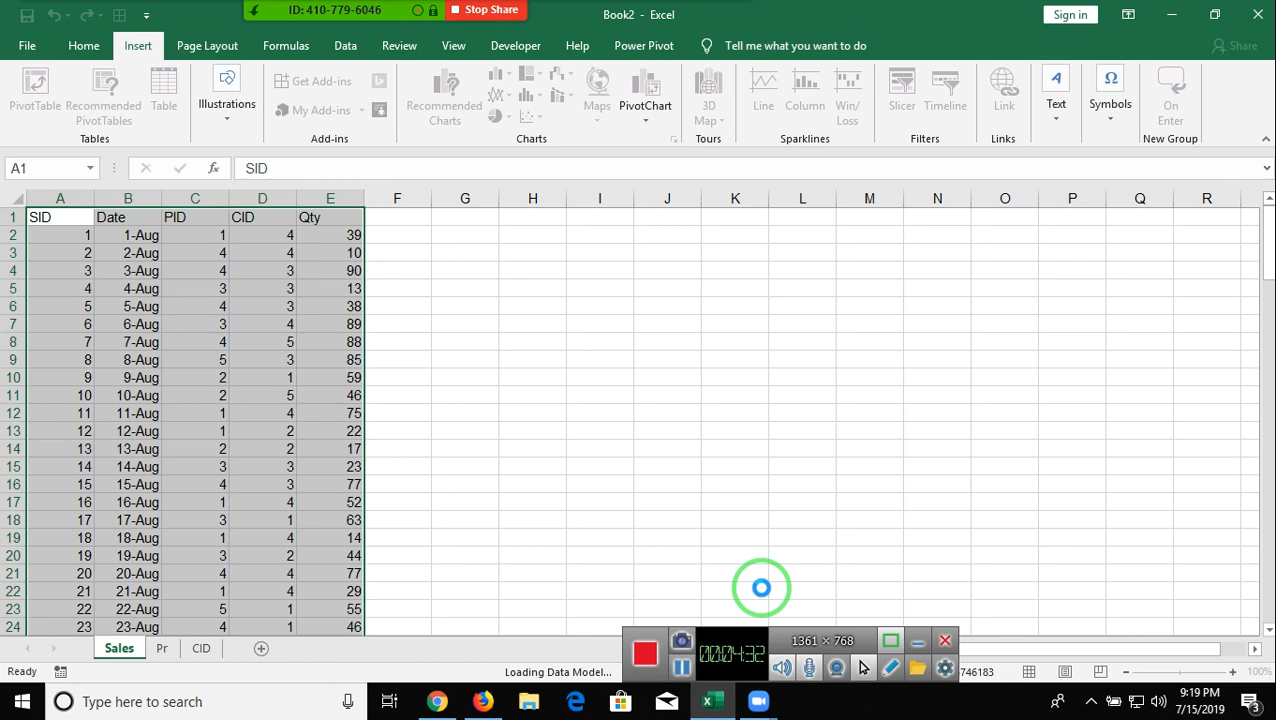 ID: 410-779-6046
Stop Share
Book2 - Excel
Sign in
File Home Insert Page Layout Formulas Data Review View Developer Help Power Pivot Tell me what you want to do Share
PivotTable Recommended PivotTables Table
Illustrations
Get Add-ins
My Add-ins
Recommended Charts
Maps PivotChart
3D Map
Line Column Win/Loss
Slicer Timeline
Link
Text
Symbols
On Enter
Tables Add-ins Charts Tours Sparklines Filters Links New Group
A1 fx SID
A B C D E F G H I J K L M N O P Q R
1 SID Date PID CID Qty
2 1 1-Aug 1 4 39
3 2 2-Aug 4 4 10
4 3 3-Aug 4 3 90
5 4 4-Aug 3 3 13
6 5 5-Aug 4 3 38
7 6 6-Aug 3 4 89
8 7 7-Aug 4 5 88
9 8 8-Aug 5 3 85
10 9 9-Aug 2 1 59
11 10 10-Aug 2 5 46
12 11 11-Aug 1 4 75
13 12 12-Aug 1 2 22
14 13 13-Aug 2 2 17
15 14 14-Aug 3 3 23
16 15 15-Aug 4 3 77
17 16 16-Aug 1 4 52
18 17 17-Aug 3 1 63
19 18 18-Aug 1 4 14
20 19 19-Aug 3 2 44
21 20 20-Aug 4 4 77
22 21 21-Aug 1 4 29
23 22 22-Aug 5 1 55
24 23 23-Aug 4 1 46
Sales Pr CID
00:04:32
1361 × 768
Ready
Loading Data Model...
746183
100%
Type here to search
9:19 PM
7/15/2019
3